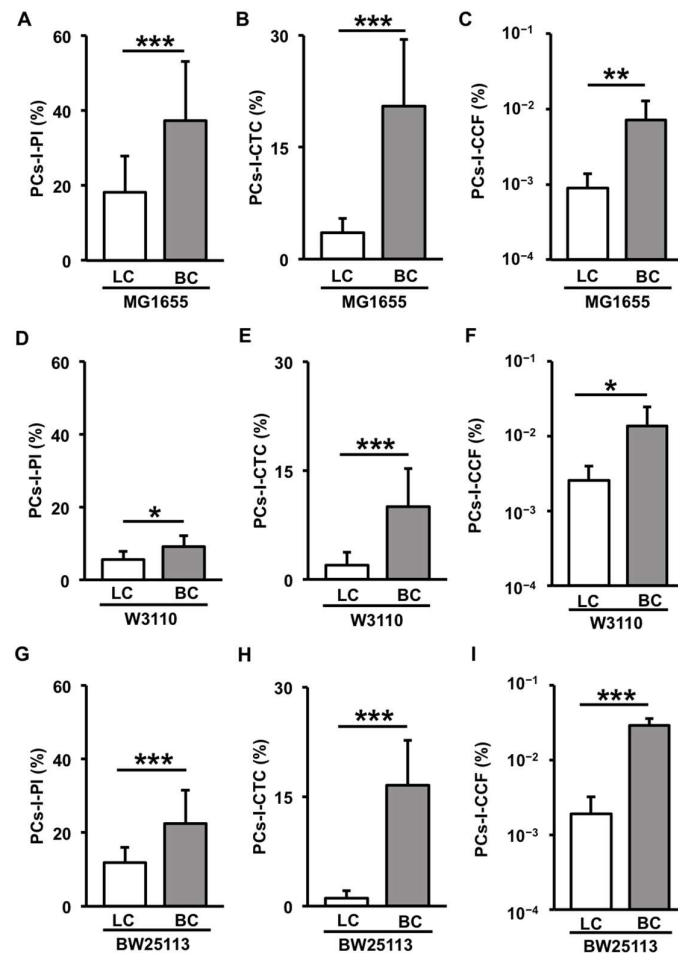 A
PCs-I-PI (%)
60
40
20
0
***
LC BC
MG1655
B
PCs-I-CTC (%)
30
15
0
***
LC BC
MG1655
C
PCs-I-CCF (%)
10⁻¹
10⁻²
10⁻³
10⁻⁴
**
LC BC
MG1655
D
PCs-I-PI (%)
60
40
20
0
*
LC BC
W3110
E
PCs-I-CTC (%)
30
15
0
***
LC BC
W3110
F
PCs-I-CCF (%)
10⁻¹
10⁻²
10⁻³
10⁻⁴
*
LC BC
W3110
G
PCs-I-PI (%)
60
40
20
0
***
LC BC
BW25113
H
PCs-I-CTC (%)
30
15
0
***
LC BC
BW25113
I
PCs-I-CCF (%)
10⁻¹
10⁻²
10⁻³
10⁻⁴
***
LC BC
BW25113